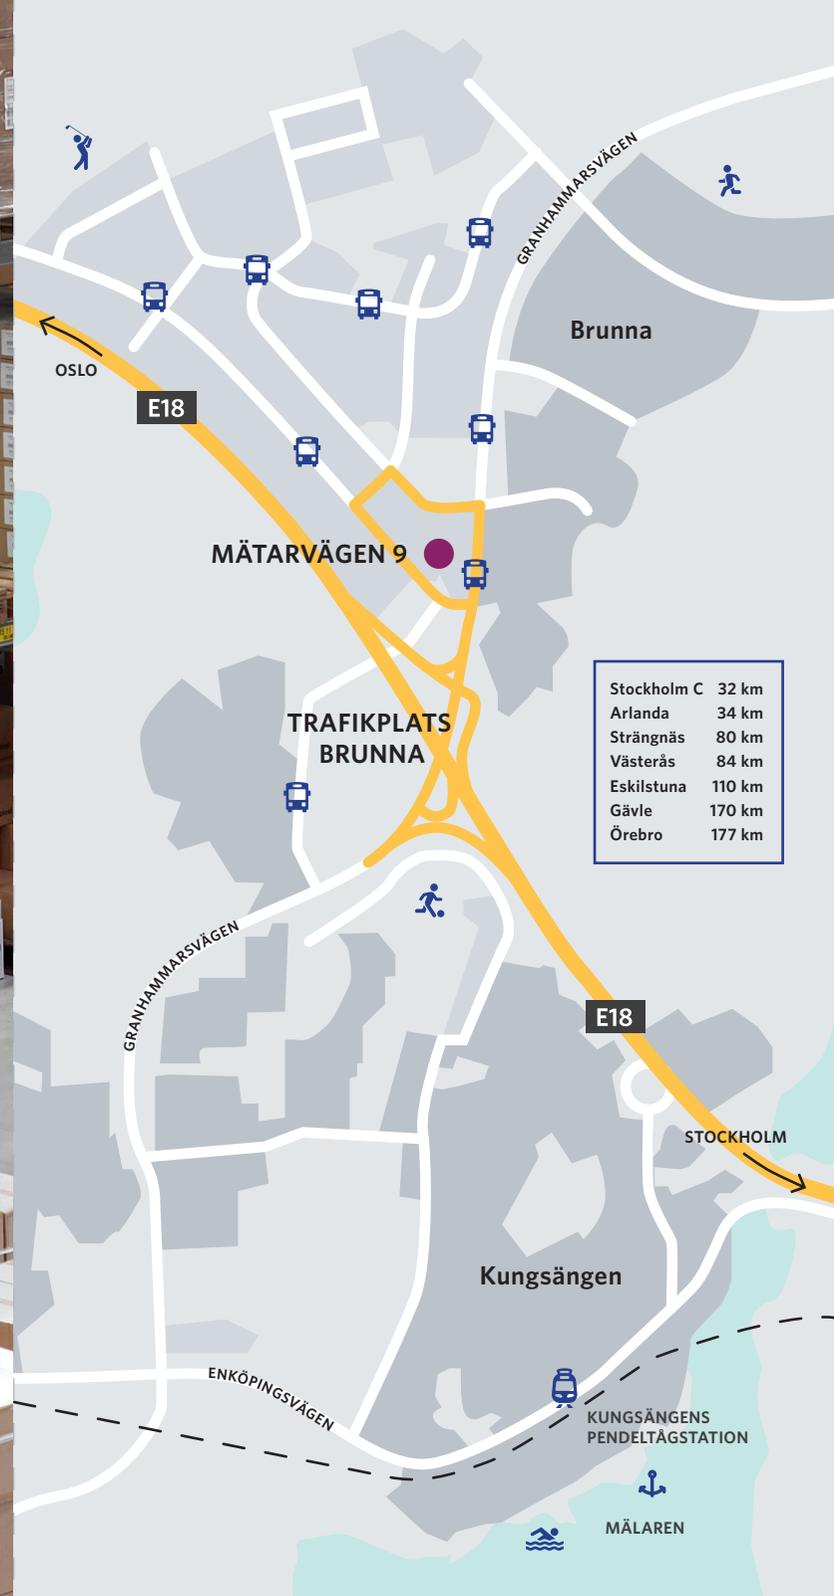 GRANHAMMARSVÄGEN
Brunna
OSLO
E18
MÄTARVÄGEN 9
Stockholm C 32 km
Arlanda 34 km
Strängnäs 80 km
Västerås 84 km
Eskilstuna 110 km
Gävle 170 km
Örebro 177 km
TRAFIKPLATS
BRUNNA
GRANHAMMARSVÄGEN
E18
STOCKHOLM
Kungsängen
ENKÖPINGSVÄGEN
KUNGSÄNGENS
PENDELTÅGSTATION
MÄLAREN